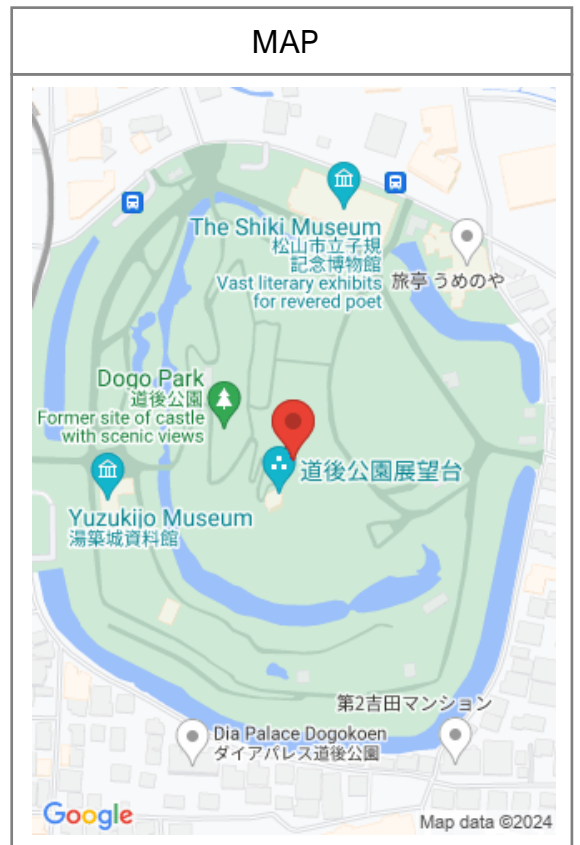 MAP
The Shiki Museum
松山市立子規
記念博物館
Vast literary exhibits
for revered poet
旅亭 うめのや
Dogo Park
道後公園
Former site of castle
with scenic views
道後公園展望台
Yuzukijo Museum
湯築城資料館
第2吉田マンション
Dia Palace Dogokoen
ダイアパレス道後公園
Google
Map data ©2024